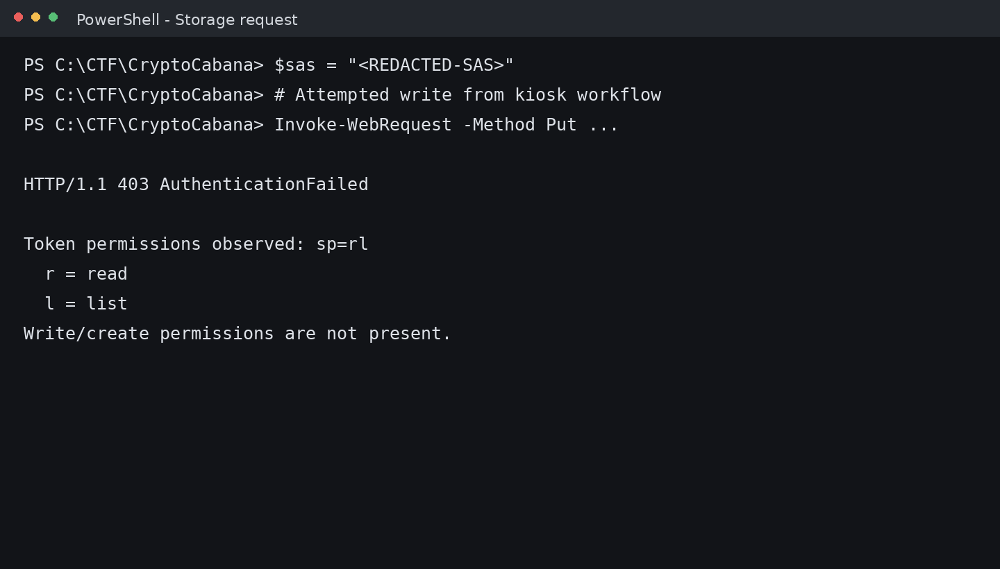 PowerShell - Storage request
PS C:\CTF\CryptoCabana> $sas = "<REDACTED-SAS>"
PS C:\CTF\CryptoCabana> # Attempted write from kiosk workflow
PS C:\CTF\CryptoCabana> Invoke-WebRequest -Method Put ...
HTTP/1.1 403 AuthenticationFailed
Token permissions observed: sp=rl
  r = read
  l = list
Write/create permissions are not present.